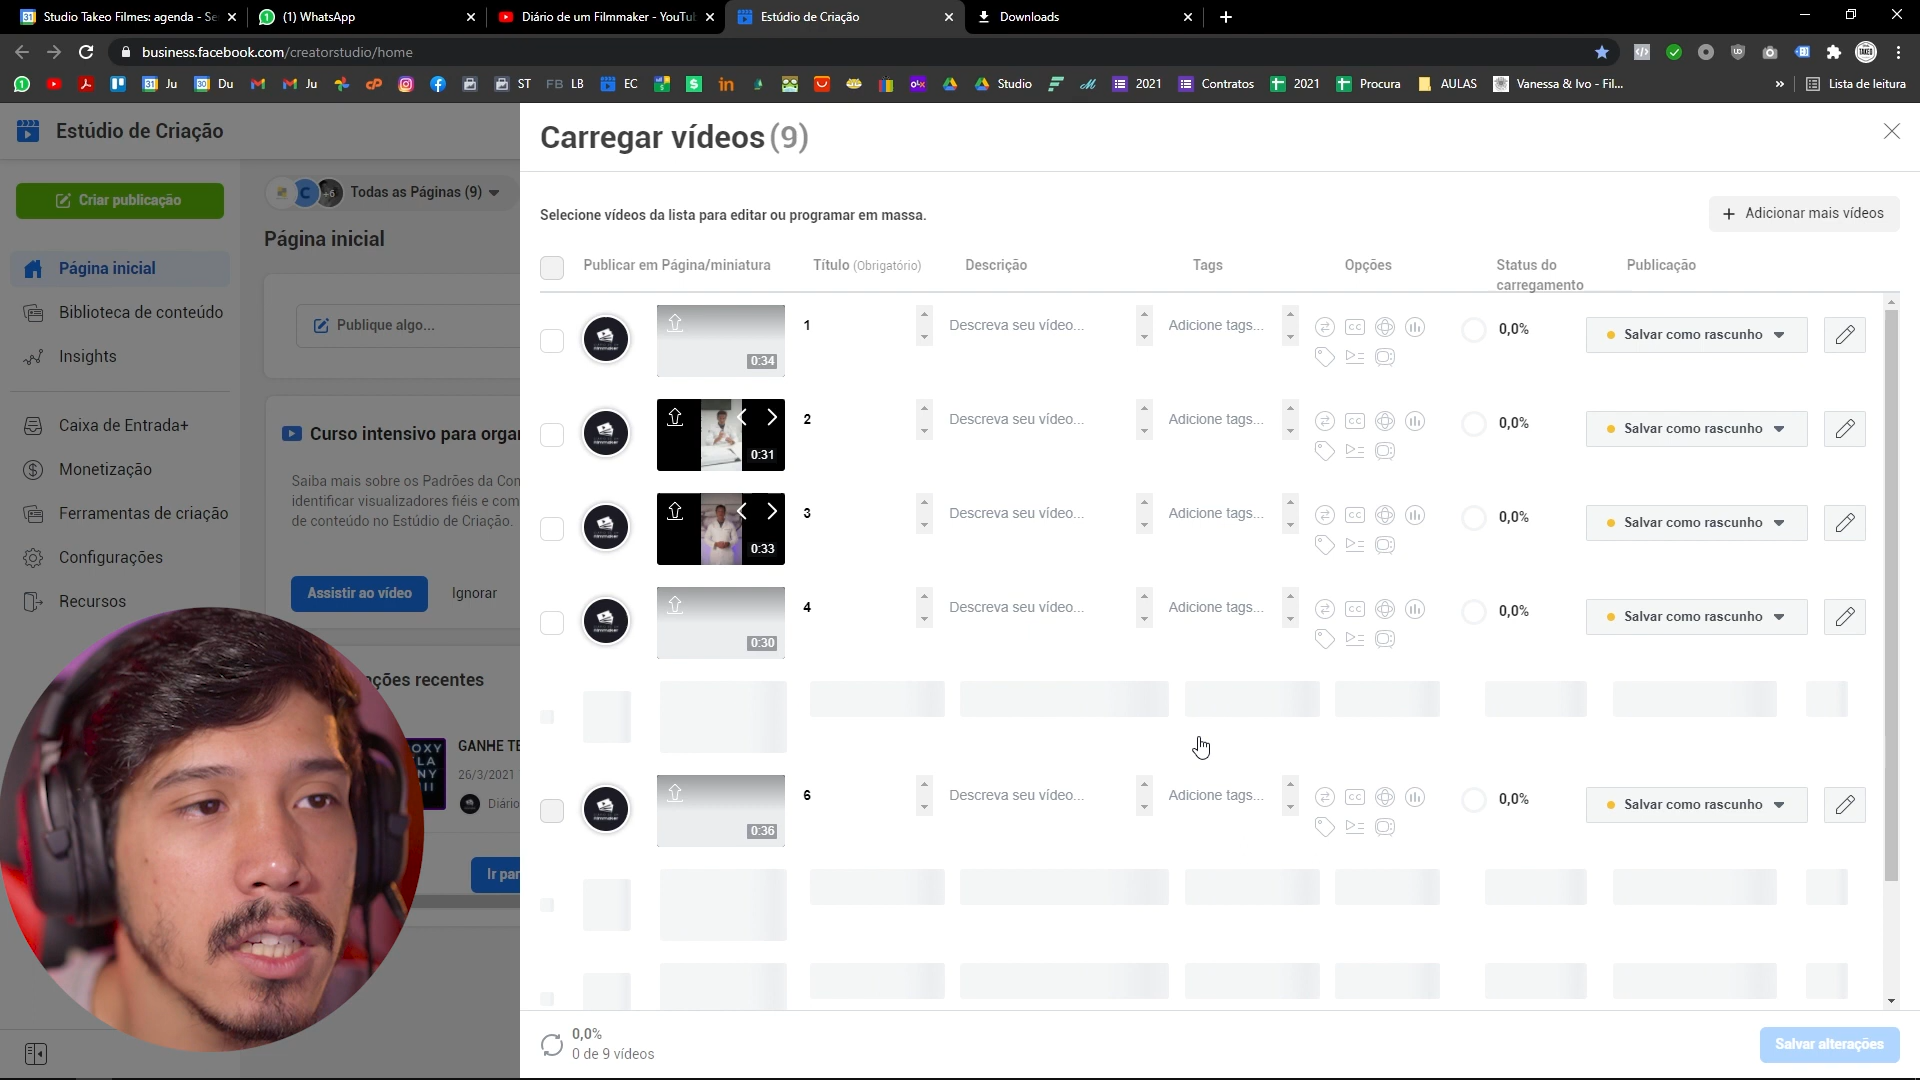 Studio Takeo Filmes: agenda - Se
(1) WhatsApp
Diário de um Filmmaker - YouTu
Estúdio de Criação
Downloads
business.facebook.com/creatorstudio/home
Ju
Du
Ju
ST
FB LB
EC
Studio
2021
Contratos
2021
Procura
AULAS
Vanessa & Ivo - Fil...
Lista de leitura
Estúdio de Criação
Criar publicação
Página inicial
Biblioteca de conteúdo
Insights
Caixa de Entrada+
Monetização
Ferramentas de criação
Configurações
Recursos
+6 Todas as Páginas (9)
Página inicial
Publique algo...
Curso intensivo para orga
Saiba mais sobre os Padrões da Con
identificar visualizadores fiéis e com
de conteúdo no Estúdio de Criação.
Assistir ao vídeo
Ignorar
ções recentes
GANHE TE
26/3/2021
Diário
Ir par
Carregar vídeos (9)
Selecione vídeos da lista para editar ou programar em massa.
+ Adicionar mais vídeos
Publicar em Página/miniatura
Título (Obrigatório)
Descrição
Tags
Opções
Status do
carregamento
Publicação
0:34
1
Descreva seu vídeo...
Adicione tags...
0,0%
Salvar como rascunho
0:31
2
Descreva seu vídeo...
Adicione tags...
0,0%
Salvar como rascunho
0:33
3
Descreva seu vídeo...
Adicione tags...
0,0%
Salvar como rascunho
0:30
4
Descreva seu vídeo...
Adicione tags...
0,0%
Salvar como rascunho
0:36
6
Descreva seu vídeo...
Adicione tags...
0,0%
Salvar como rascunho
0,0%
0 de 9 vídeos
Salvar alterações